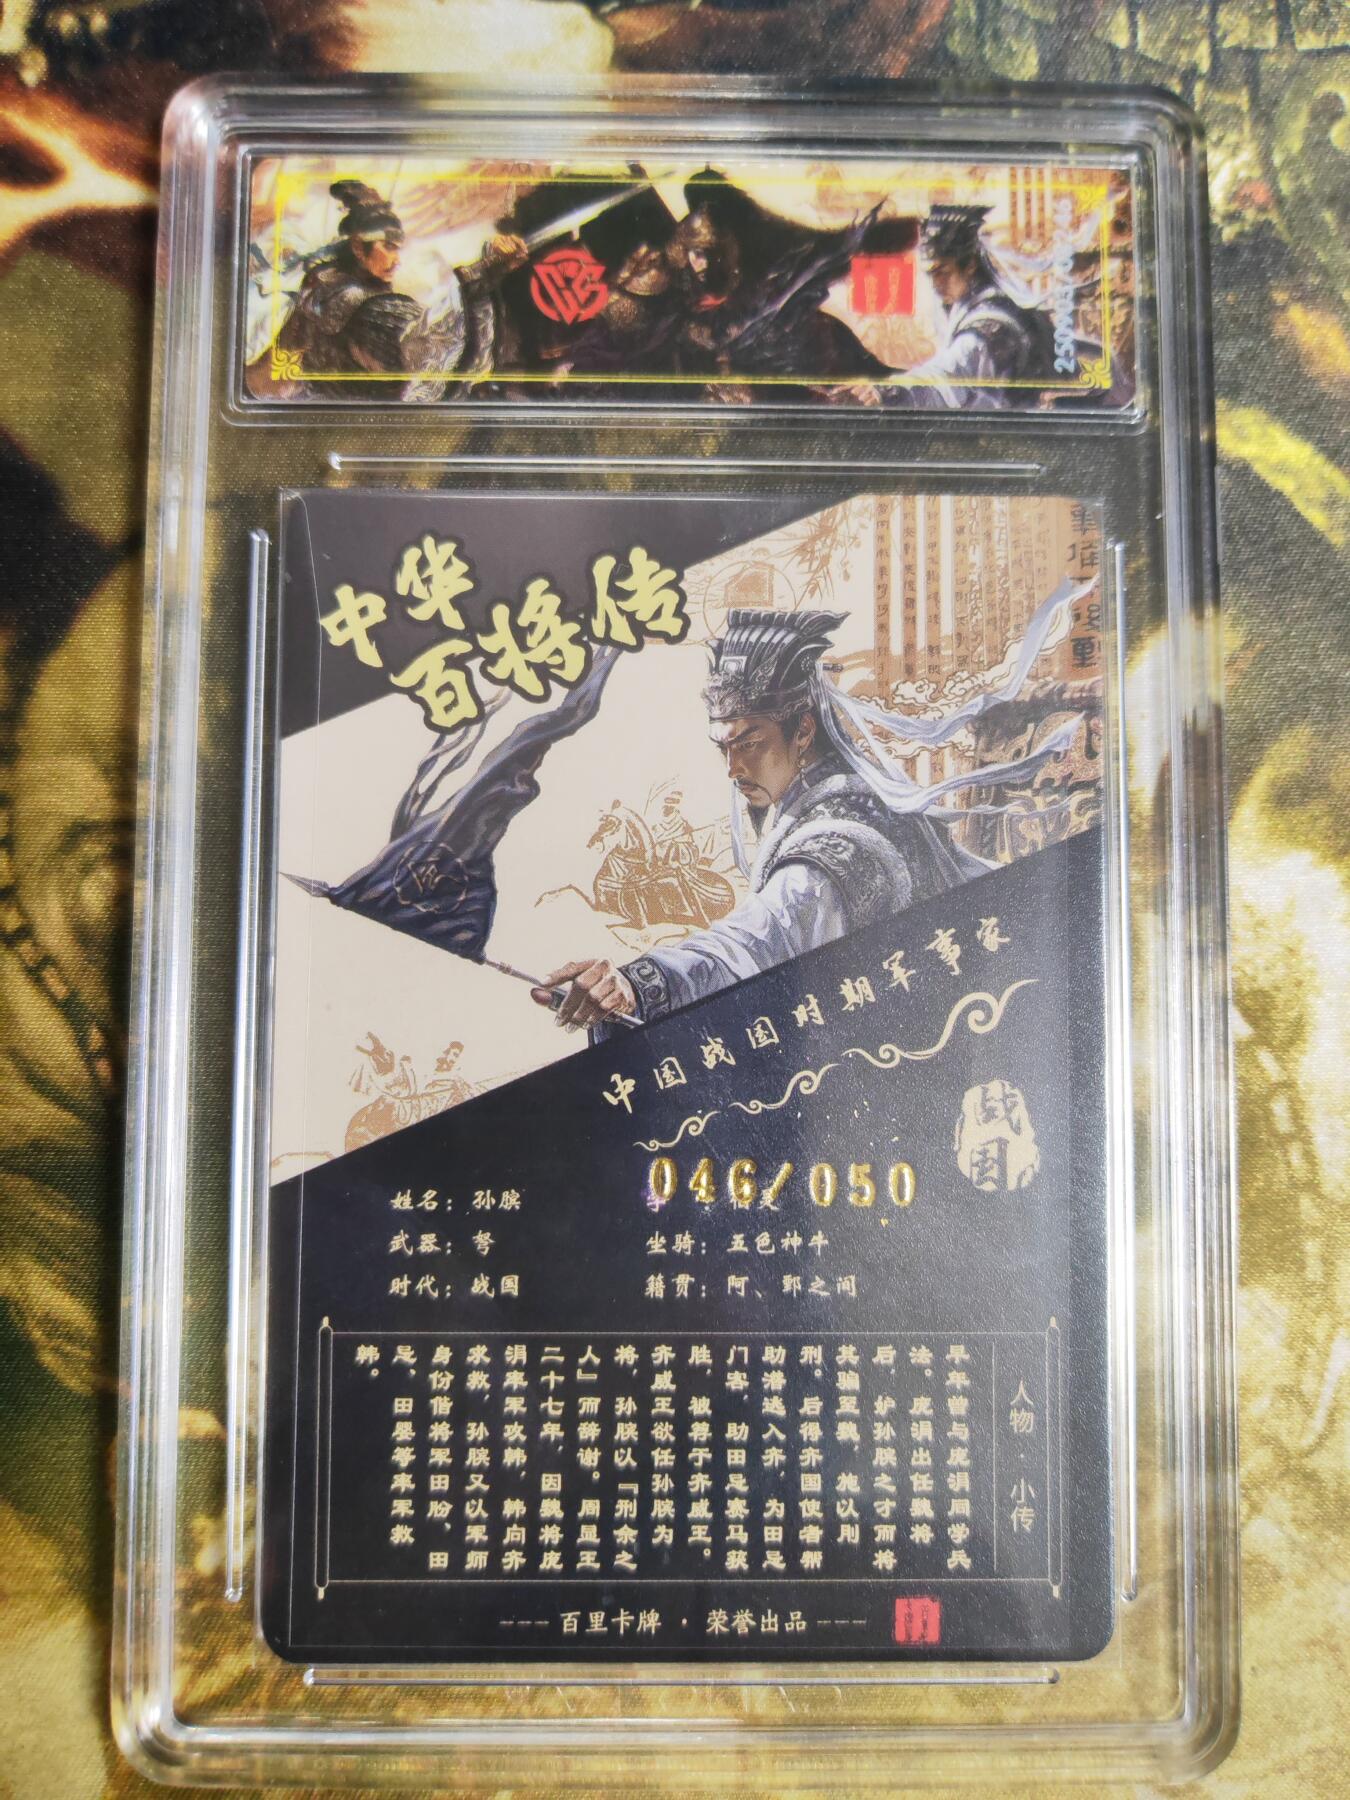 中华
百将传
中国战国时期军事家
战国
046/050
姓名：孙膑
武器：弩
坐骑：五色神牛
时代：战国
籍贯：阿、鄄之间
人物·小传
早年曾与庞涓同学兵
法。庞涓出任魏将
后，妒孙膑之才而将
其骗至魏，施以刖
刑。后得齐国使者帮
助潜逃入齐，为田忌
门客，助田忌赛马获
胜，被荐于齐威王。
齐威王欲任孙膑为
将，孙膑以『刑余之
人』而辞谢。周显王
二十七年，因魏将庞
涓率军攻韩，韩向齐
求救，孙膑又以军师
身份偕将军田盼、田
忌、田婴等率军救
韩。
---百里卡牌·荣誉出品---